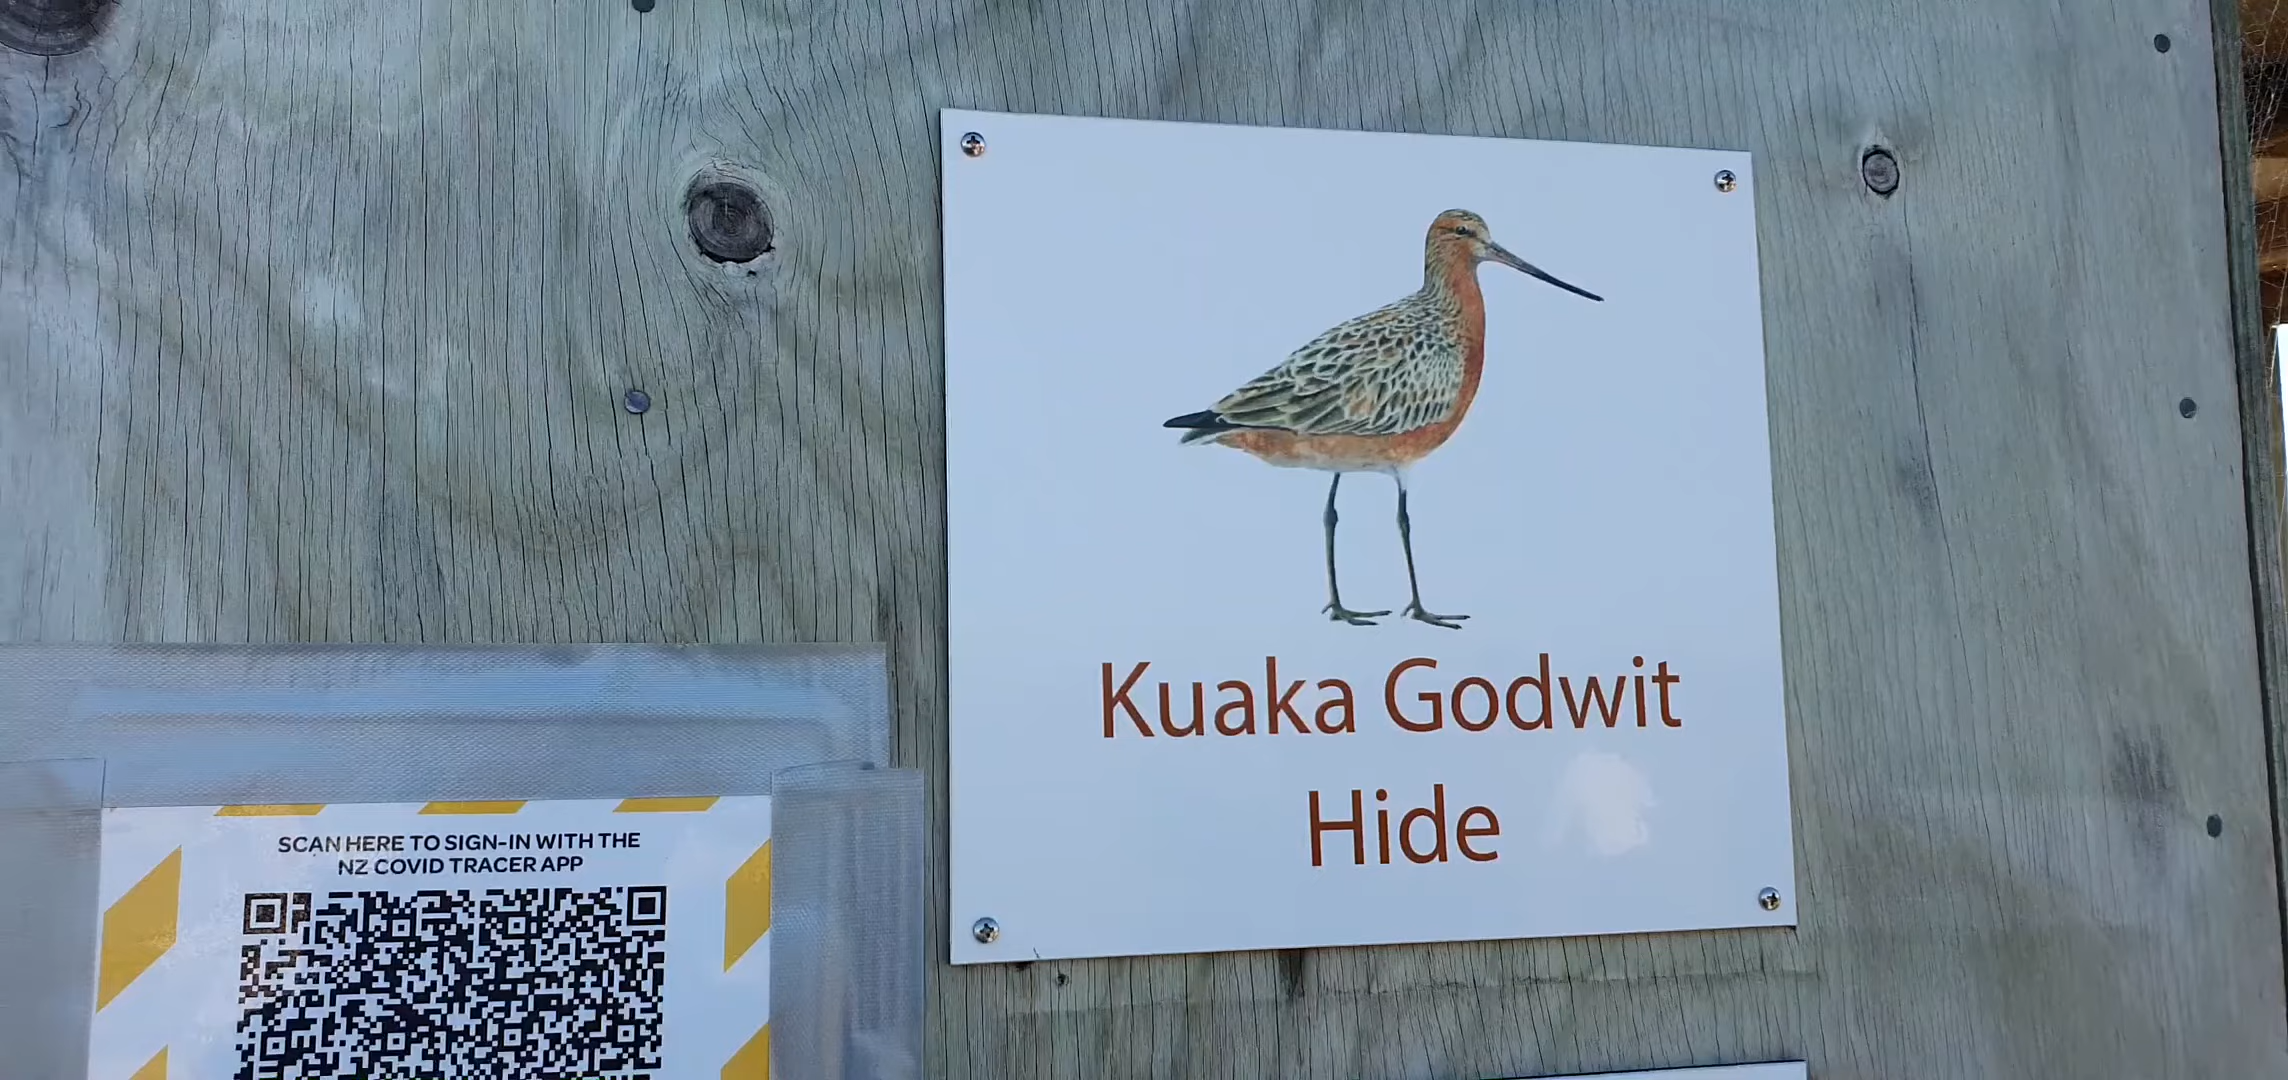 Kuaka Godwit
Hide
SCAN HERE TO SIGN-IN WITH THE
NZ COVID TRACER APP